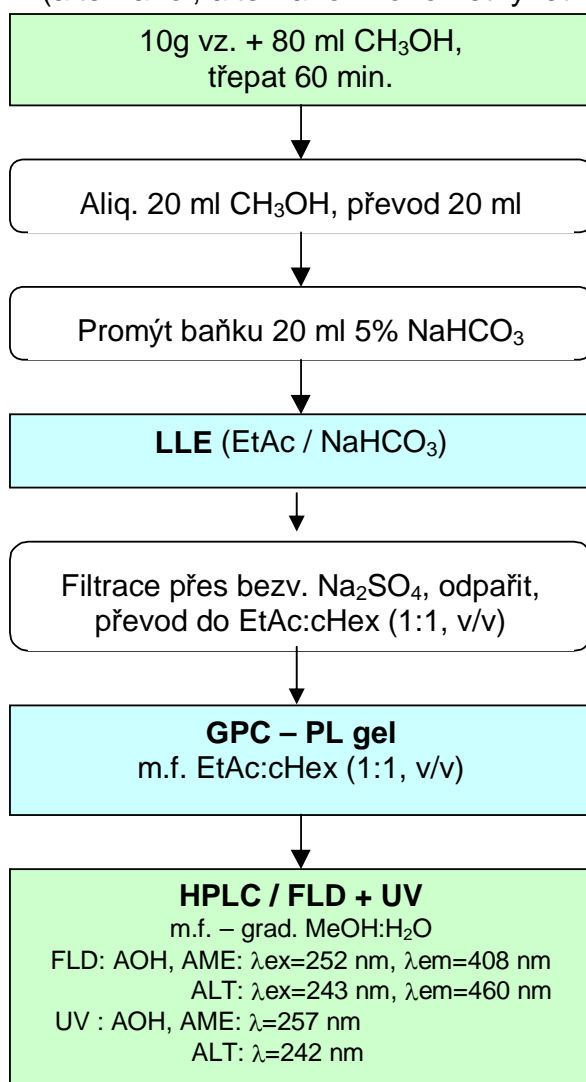 10g vz. + 80 ml CH₃OH,
třepat 60 min.
Aliq. 20 ml CH₃OH, převod 20 ml
Promýt baňku 20 ml 5% NaHCO₃
LLE (EtAc / NaHCO₃)
Filtrace přes bezv. Na₂SO₄, odpařit,
převod do EtAc:cHex (1:1, v/v)
GPC – PL gel
m.f. EtAc:cHex (1:1, v/v)
HPLC / FLD + UV
m.f. – grad. MeOH:H₂O
FLD: AOH, AME: λex=252 nm, λem=408 nm
ALT: λex=243 nm, λem=460 nm
UV : AOH, AME: λ=257 nm
ALT: λ=242 nm